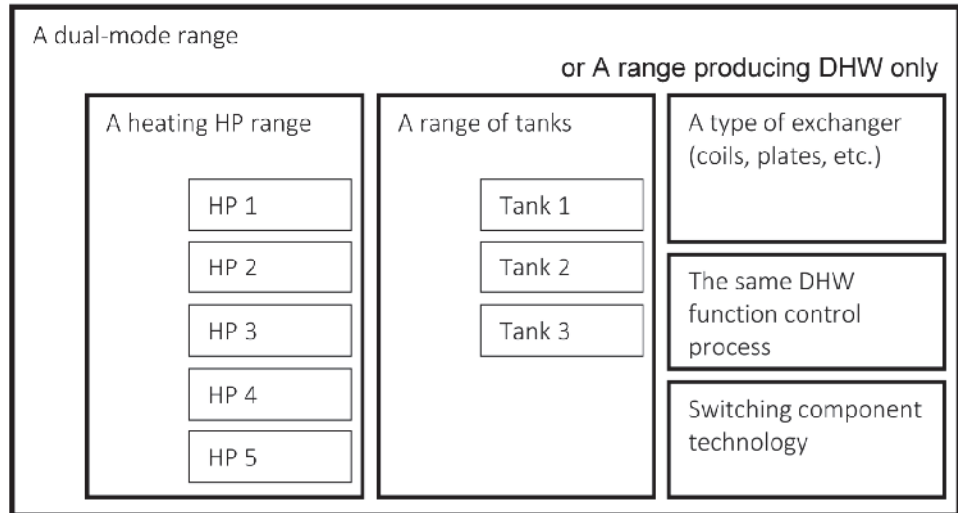 A dual-mode range
or A range producing DHW only
A heating HP range
HP 1
HP 2
HP 3
HP 4
HP 5
A range of tanks
Tank 1
Tank 2
Tank 3
A type of exchanger
(coils, plates, etc.)
The same DHW
function control
process
Switching component
technology